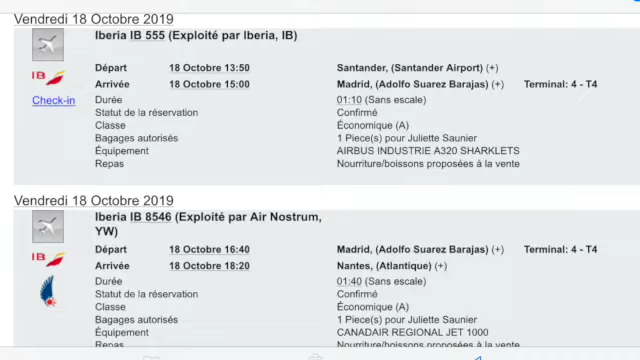 Vendredi 18 Octobre 2019
Iberia IB 555 (Exploité par Iberia, IB)
Départ 18 Octobre 13:50 Santander, (Santander Airport) (+)
IB Arrivée 18 Octobre 15:00 Madrid, (Adolfo Suarez Barajas) (+) Terminal: 4 - T4
Check-in Durée 01:10 (Sans escale)
Statut de la réservation Confirmé
Classe Économique (A)
Bagages autorisés 1 Piece(s) pour Juliette Saunier
Équipement AIRBUS INDUSTRIE A320 SHARKLETS
Repas Nourriture/boissons proposées à la vente
Vendredi 18 Octobre 2019
Iberia IB 8546 (Exploité par Air Nostrum,
YW)
Départ 18 Octobre 16:40 Madrid, (Adolfo Suarez Barajas) (+) Terminal: 4 - T4
IB Arrivée 18 Octobre 18:20 Nantes, (Atlantique) (+)
Durée 01:40 (Sans escale)
Statut de la réservation Confirmé
Classe Économique (A)
Bagages autorisés 1 Piece(s) pour Juliette Saunier
Équipement CANADAIR REGIONAL JET 1000
Repas Nourriture/boissons proposées à la vente